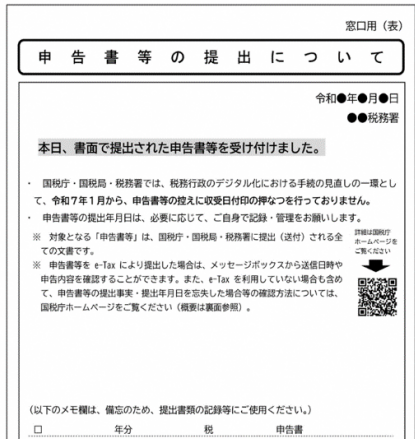 窓口用（表）
申告書等の提出について
令和●年●月●日
●●税務署
本日、書面で提出された申告書等を受け付けました。
・ 国税庁・国税局・税務署では、税務行政のデジタル化における手続の見直しの一環とし
て、令和７年１月から、申告書等の控えに収受日付印の押なつを行っておりません。
・ 申告書等の提出年月日は、必要に応じて、ご自身で記録・管理をお願いします。
※ 対象となる「申告書等」は、国税庁・国税局・税務署に提出（送付）される全
ての文書です。
※ 申告書等を e-Tax により提出した場合は、メッセージボックスから送信日時や
申告内容を確認することができます。また、e-Tax を利用していない場合も含め
て、申告書等の提出事実・提出年月日を忘失した場合等の確認方法については、
国税庁ホームページをご覧ください（概要は裏面参照）。
詳細は国税庁
ホームページを
ご覧ください
（以下のメモ欄は、備忘のため、提出書類の記録等にご使用ください。）
□ 年分 税 申告書